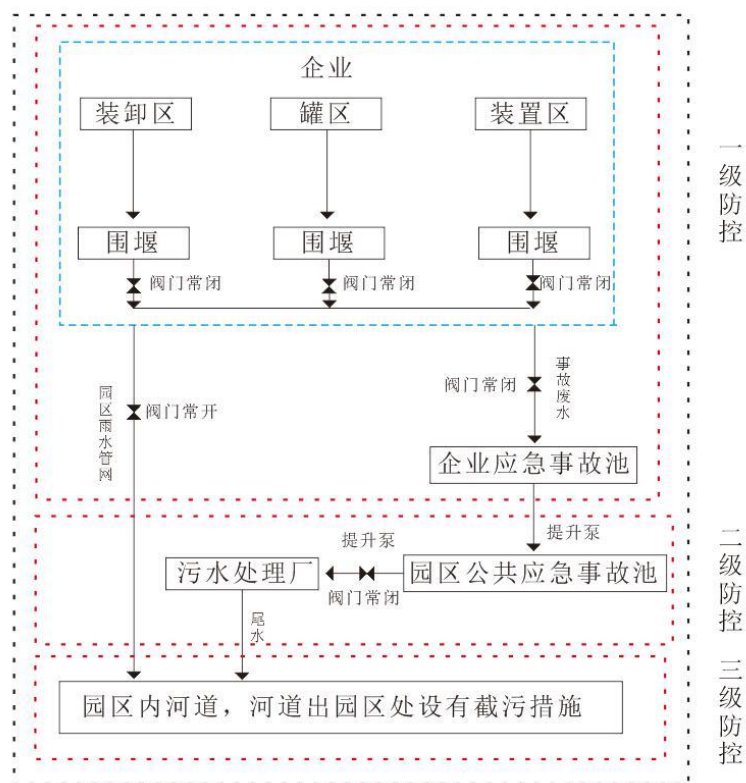 企业
装卸区
罐区
装置区
围堰
围堰
围堰
阀门常闭
阀门常闭
阀门常闭
一级防控
园区雨水管网
阀门常开
阀门常闭
事故废水
企业应急事故池
提升泵
提升泵
污水处理厂
园区公共应急事故池
阀门常闭
二级防控
尾水
园区内河道，河道出园区处设有截污措施
三级防控